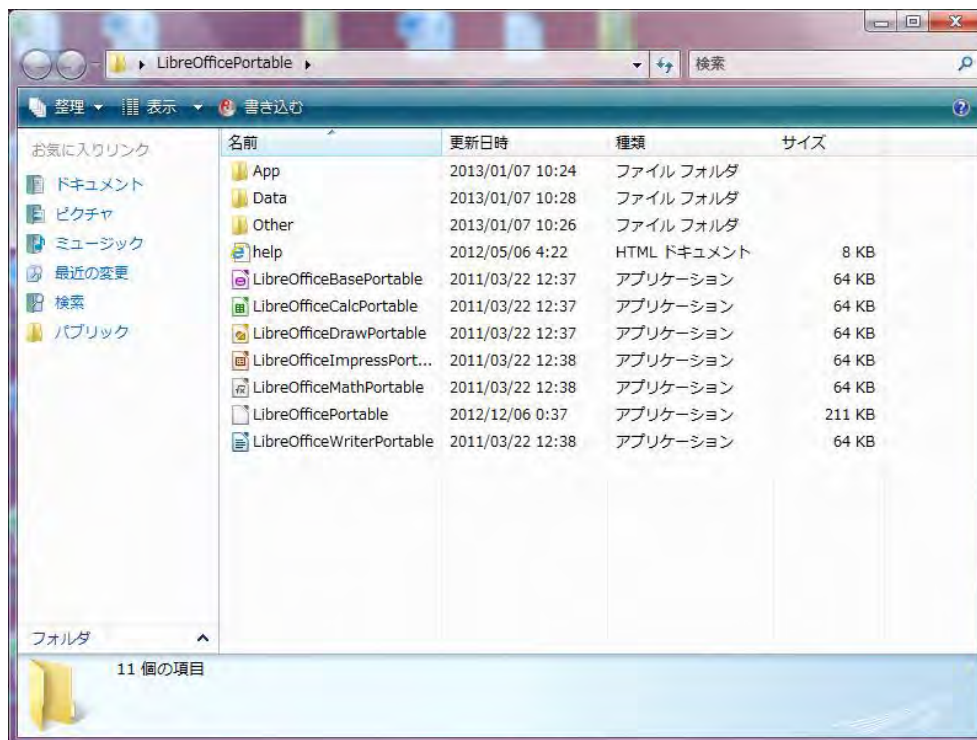 LibreOfficePortable
検索
整理 表示 書き込む
お気に入りリンク
ドキュメント
ピクチャ
ミュージック
最近の変更
検索
パブリック
フォルダ
名前 更新日時 種類 サイズ
App 2013/01/07 10:24 ファイル フォルダ
Data 2013/01/07 10:28 ファイル フォルダ
Other 2013/01/07 10:26 ファイル フォルダ
help 2012/05/06 4:22 HTML ドキュメント 8 KB
LibreOfficeBasePortable 2011/03/22 12:37 アプリケーション 64 KB
LibreOfficeCalcPortable 2011/03/22 12:37 アプリケーション 64 KB
LibreOfficeDrawPortable 2011/03/22 12:37 アプリケーション 64 KB
LibreOfficeImpressPort... 2011/03/22 12:38 アプリケーション 64 KB
LibreOfficeMathPortable 2011/03/22 12:38 アプリケーション 64 KB
LibreOfficePortable 2012/12/06 0:37 アプリケーション 211 KB
LibreOfficeWriterPortable 2011/03/22 12:38 アプリケーション 64 KB
11 個の項目